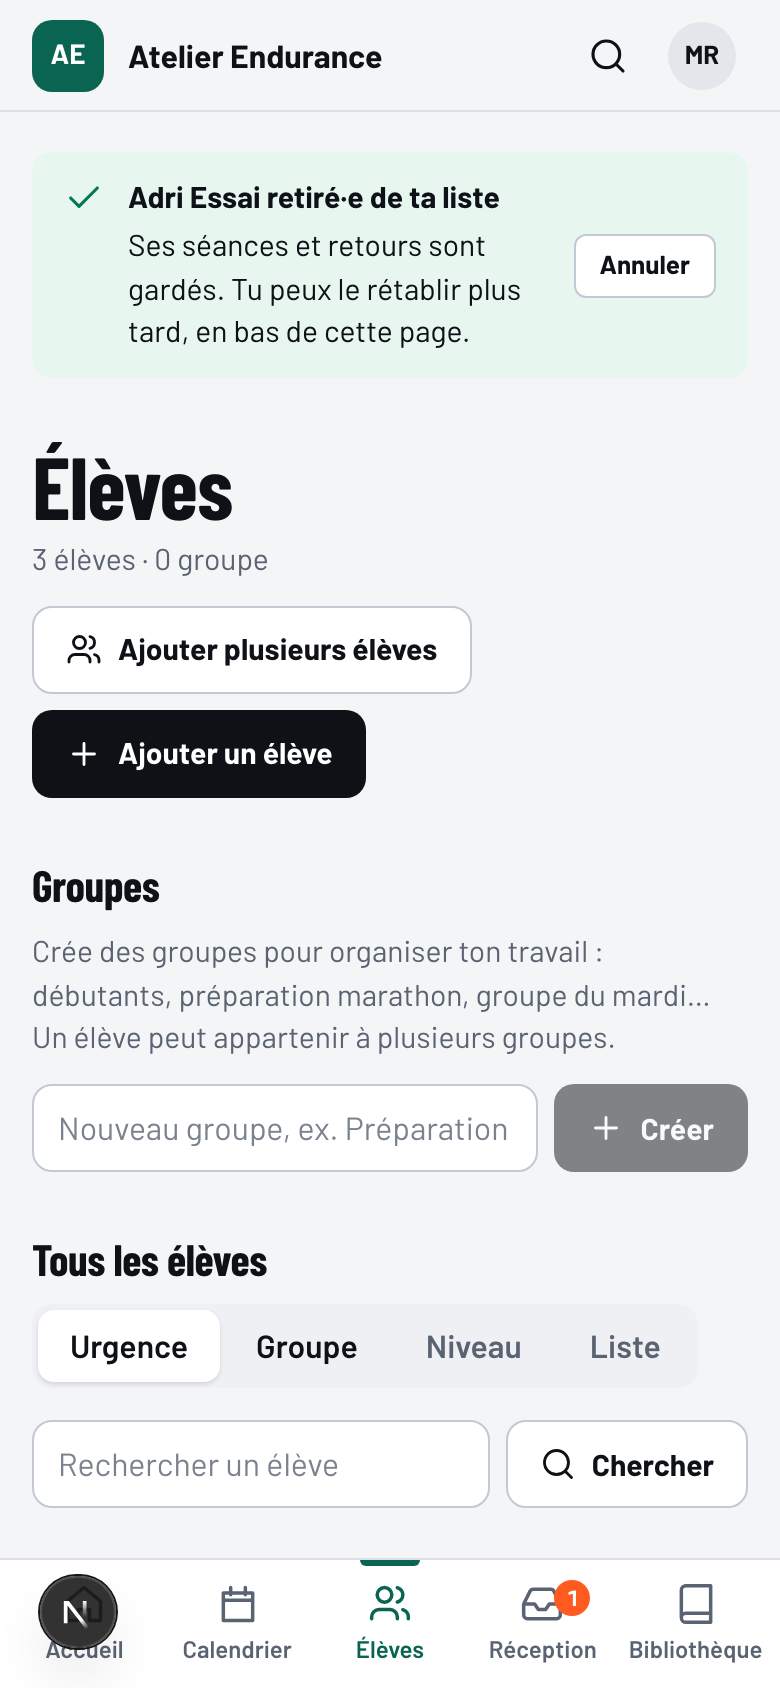 AE
Atelier Endurance
MR
Adri Essai retiré·e de ta liste
Ses séances et retours sont
gardés. Tu peux le rétablir plus
tard, en bas de cette page.
Annuler
Élèves
3 élèves · 0 groupe
Ajouter plusieurs élèves
Ajouter un élève
Groupes
Crée des groupes pour organiser ton travail :
débutants, préparation marathon, groupe du mardi…
Un élève peut appartenir à plusieurs groupes.
Nouveau groupe, ex. Préparation
Créer
Tous les élèves
Urgence Groupe Niveau Liste
Rechercher un élève
Chercher
N
1
Accueil Calendrier Élèves Réception Bibliothèque